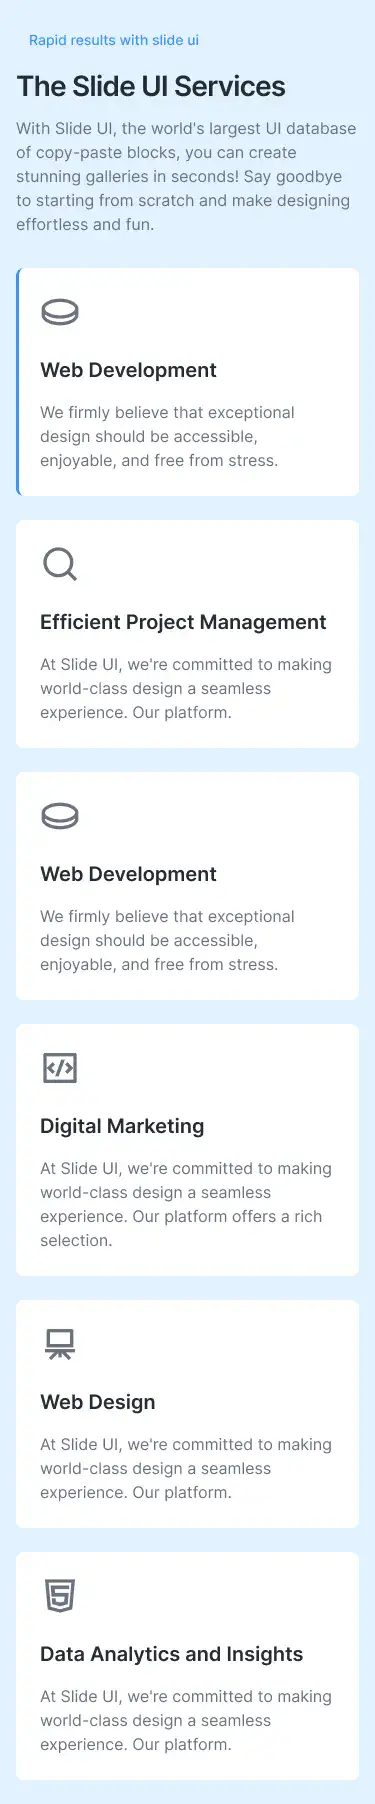 Rapid results with slide ui
The Slide UI Services
With Slide UI, the world's largest UI database
of copy-paste blocks, you can create
stunning galleries in seconds! Say goodbye
to starting from scratch and make designing
effortless and fun.
Web Development
We firmly believe that exceptional
design should be accessible,
enjoyable, and free from stress.
Efficient Project Management
At Slide UI, we're committed to making
world-class design a seamless
experience. Our platform.
Web Development
We firmly believe that exceptional
design should be accessible,
enjoyable, and free from stress.
Digital Marketing
At Slide UI, we're committed to making
world-class design a seamless
experience. Our platform offers a rich
selection.
Web Design
At Slide UI, we're committed to making
world-class design a seamless
experience. Our platform.
Data Analytics and Insights
At Slide UI, we're committed to making
world-class design a seamless
experience. Our platform.